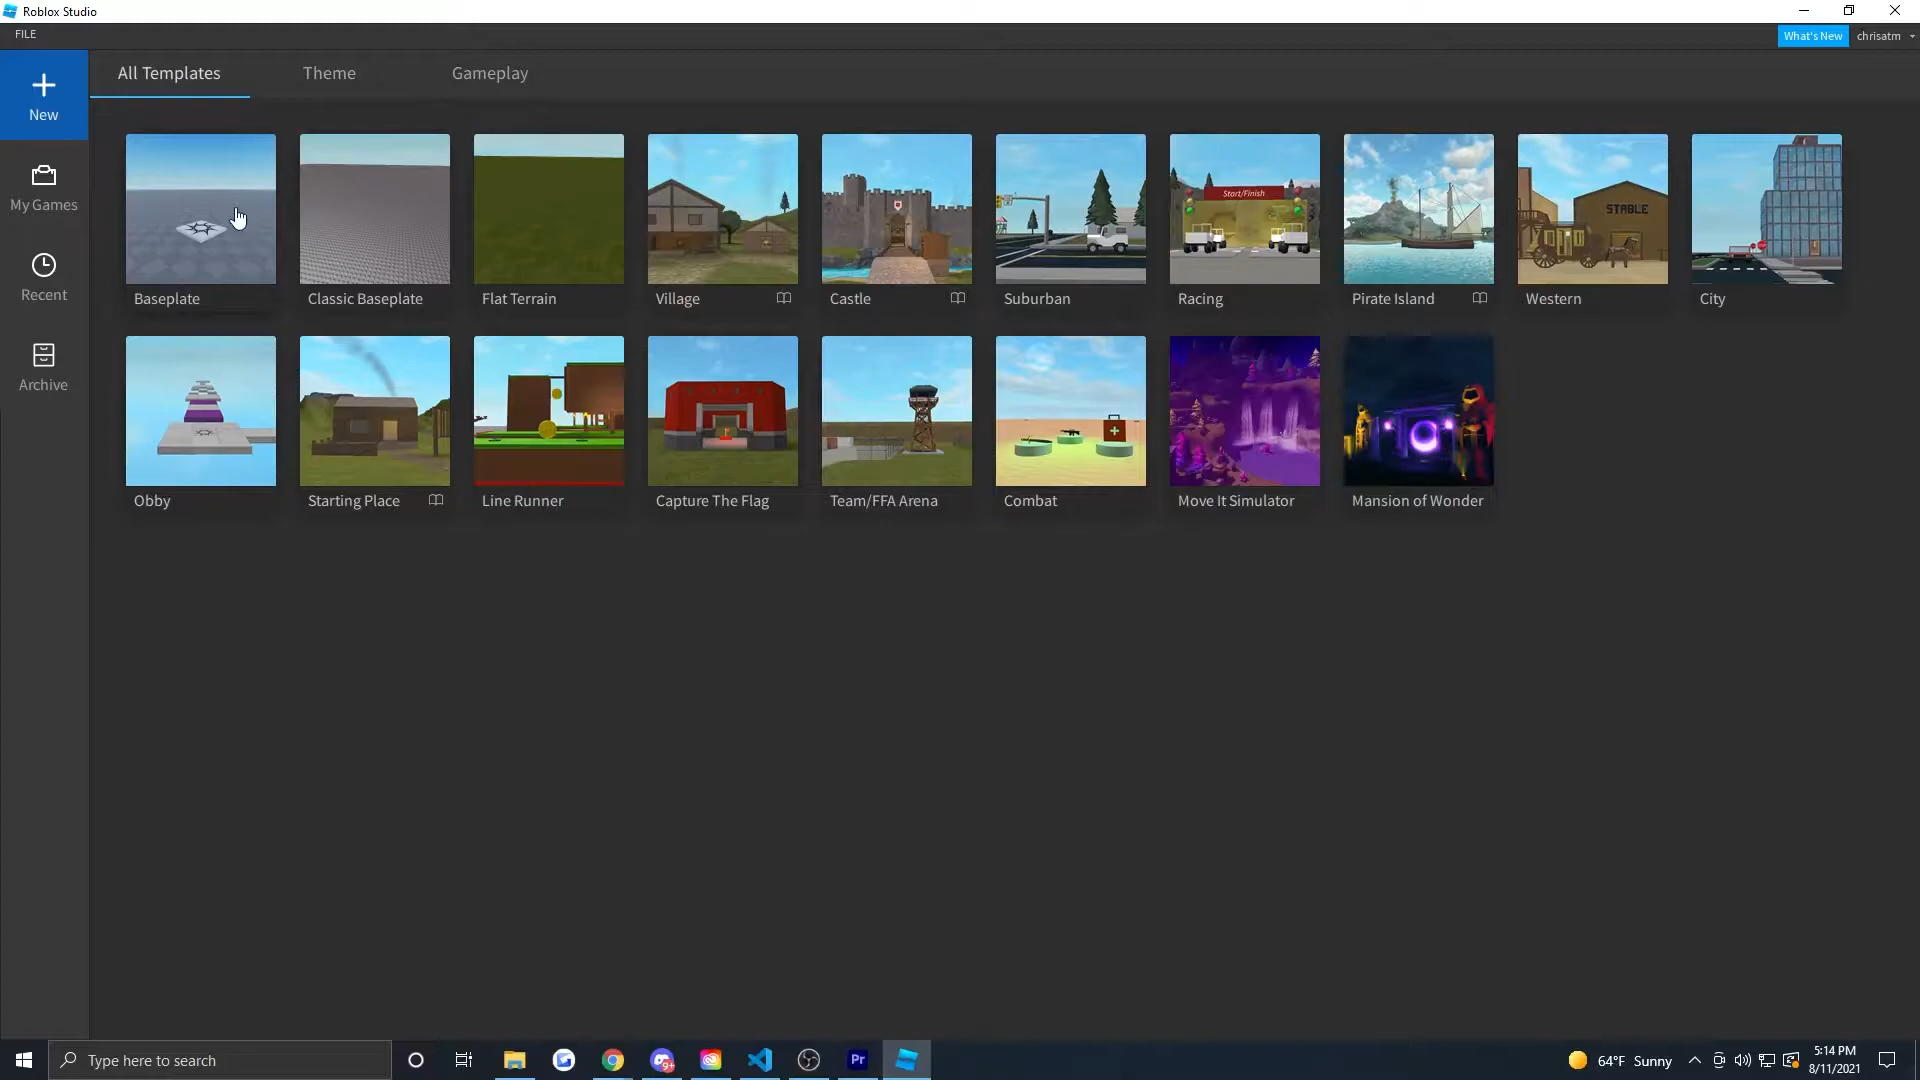 Roblox Studio
FILE
What's New
chrisatm
New
My Games
Recent
Archive
All Templates
Theme
Gameplay
Start/Finish
STABLE
Baseplate
Classic Baseplate
Flat Terrain
Village
Castle
Suburban
Racing
Pirate Island
Western
City
Obby
Starting Place
Line Runner
Capture The Flag
Team/FFA Arena
Combat
Move It Simulator
Mansion of Wonder
Type here to search
9+
Pr
64°F Sunny
5:14 PM
8/11/2021